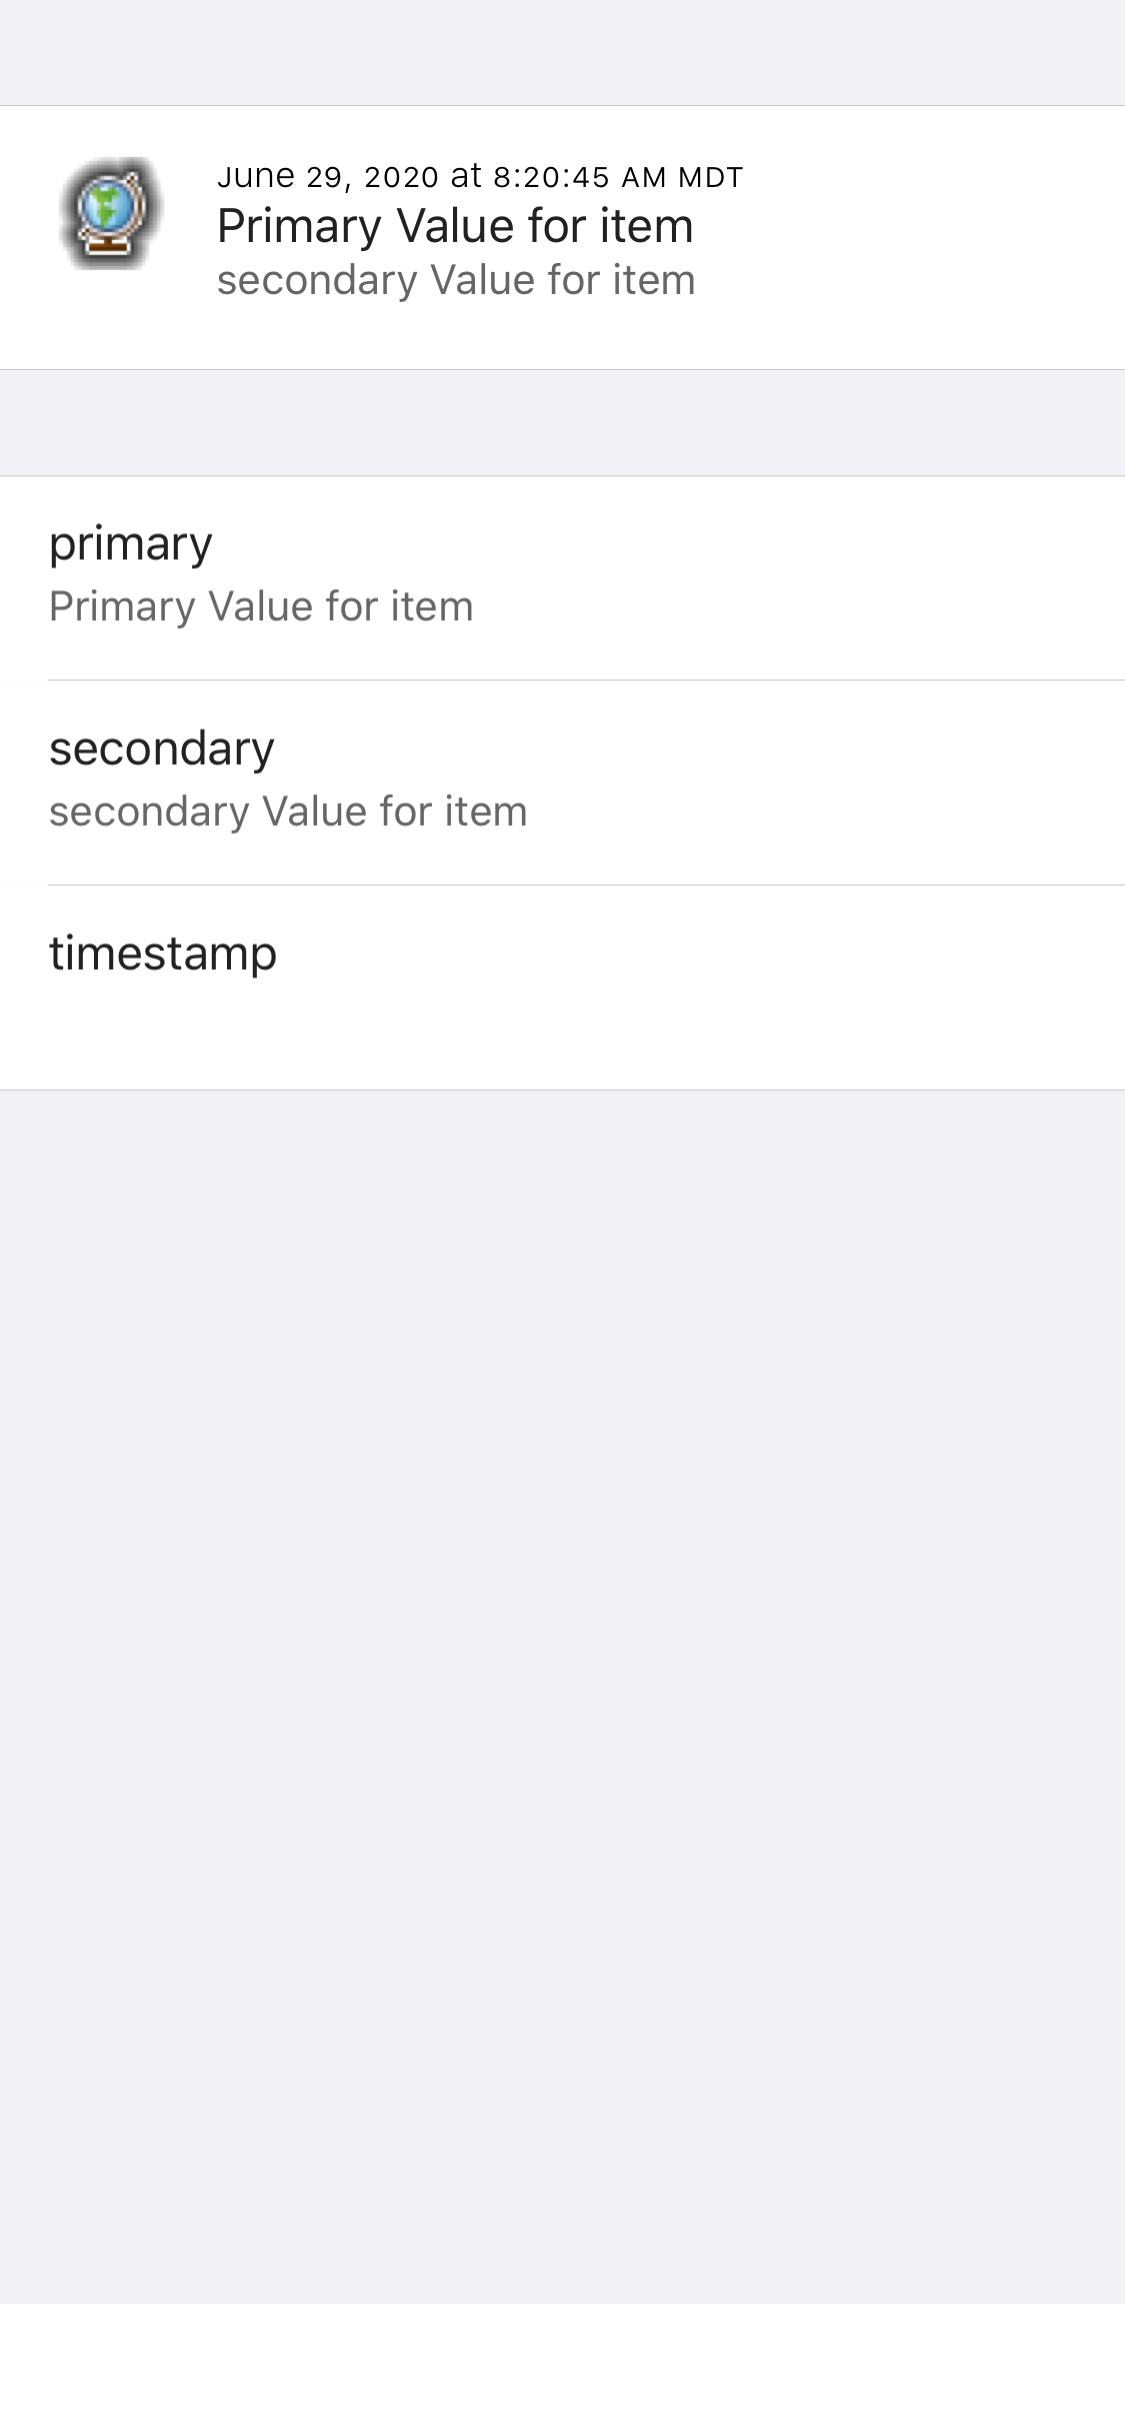 June 29, 2020 at 8:20:45 AM MDT
Primary Value for item
secondary Value for item
primary
Primary Value for item
secondary
secondary Value for item
timestamp